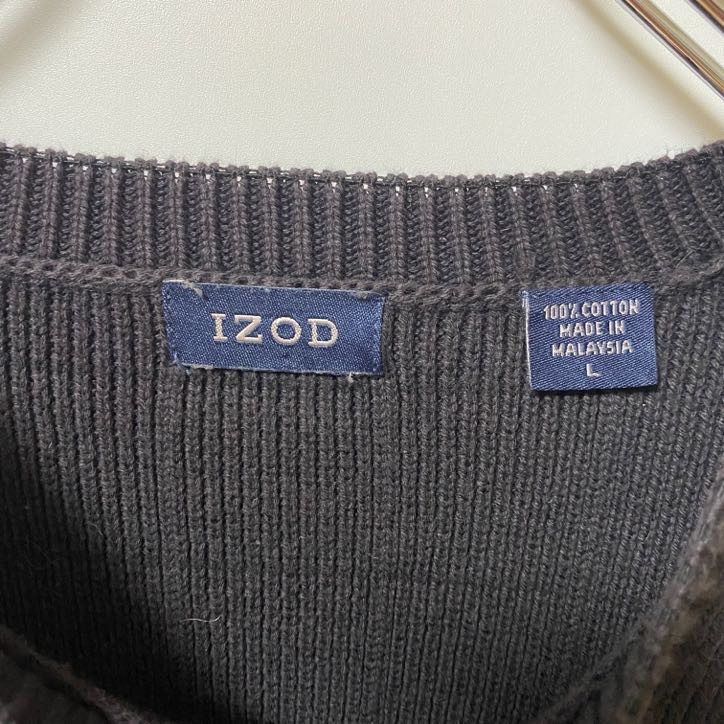 IZOD
100% COTTON
MADE IN
MALAYSIA
L